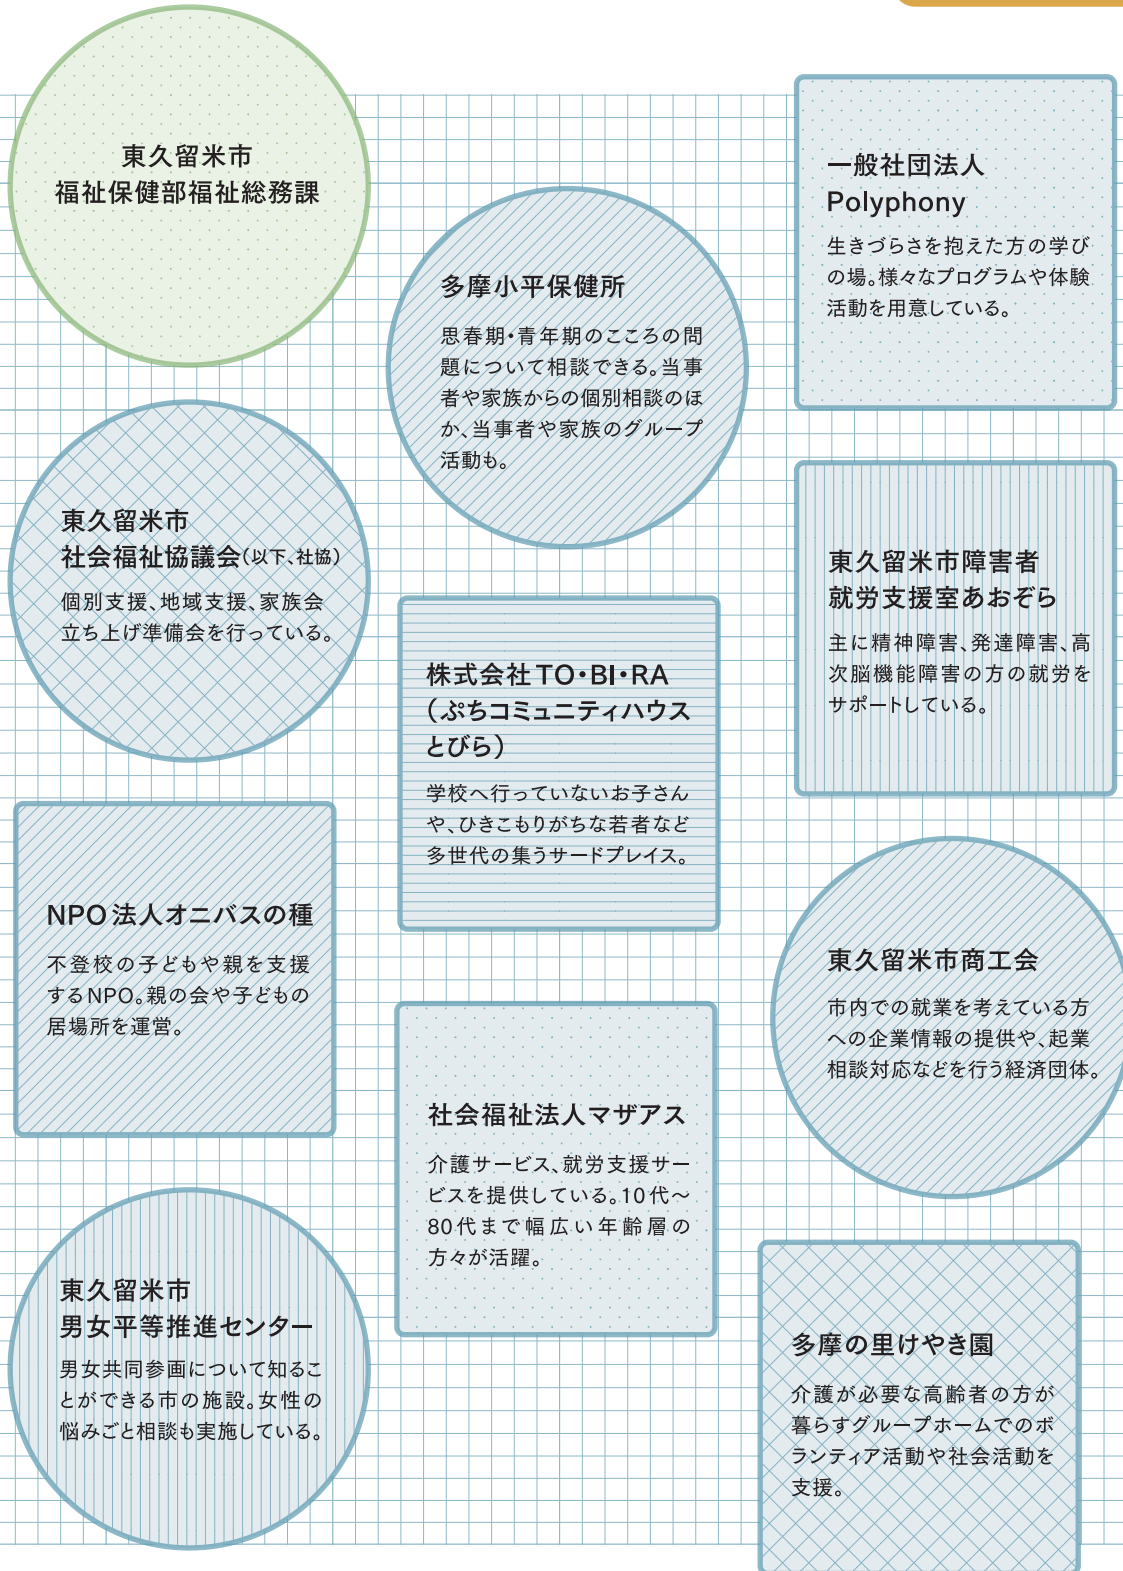 東久留米市
福祉保健部福祉総務課
東久留米市
社会福祉協議会(以下、社協)
個別支援、地域支援、家族会
立ち上げ準備会を行っている。
NPO法人オニバスの種
不登校の子どもや親を支援
するNPO。親の会や子どもの
居場所を運営。
東久留米市
男女平等推進センター
男女共同参画について知るこ
とができる市の施設。女性の
悩みごと相談も実施している。
多摩小平保健所
思春期・青年期のこころの問
題について相談できる。当事
者や家族からの個別相談のほ
か、当事者や家族のグループ
活動も。
株式会社TO・BI・RA
（ぷちコミュニティハウス
とびら）
学校へ行っていないお子さん
や、ひきこもりがちな若者など
多世代の集うサードプレイス。
社会福祉法人マザアス
介護サービス、就労支援サー
ビスを提供している。10代〜
80代まで幅広い年齢層の
方々が活躍。
一般社団法人
Polyphony
生きづらさを抱えた方の学び
の場。様々なプログラムや体験
活動を用意している。
東久留米市障害者
就労支援室あおぞら
主に精神障害、発達障害、高
次脳機能障害の方の就労を
サポートしている。
東久留米市商工会
市内での就業を考えている方
への企業情報の提供や、起業
相談対応などを行う経済団体。
多摩の里けやき園
介護が必要な高齢者の方が
暮らすグループホームでのボ
ランティア活動や社会活動を
支援。